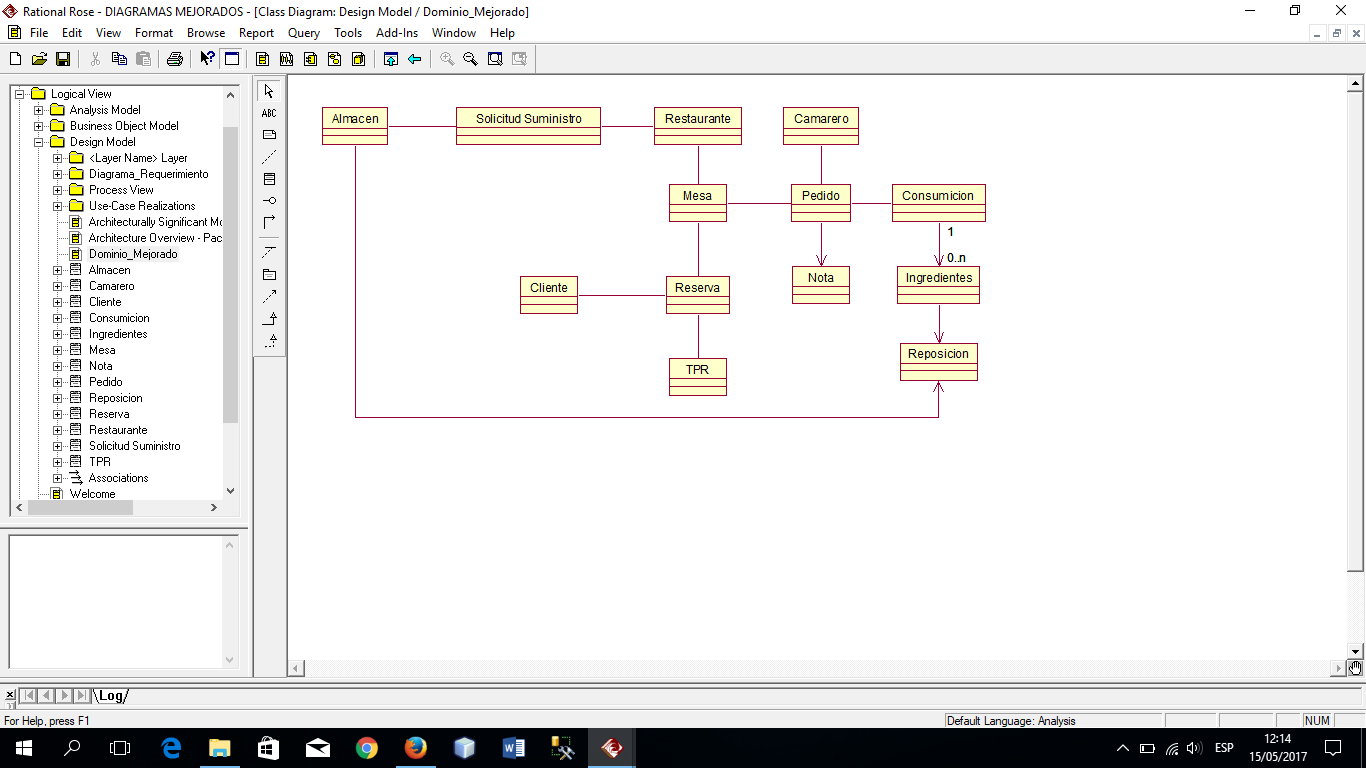 Rational Rose - DIAGRAMAS MEJORADOS - [Class Diagram: Design Model / Dominio_Mejorado]
File Edit View Format Browse Report Query Tools Add-Ins Window Help
Logical View
Analysis Model
Business Object Model
Design Model
<Layer Name> Layer
Diagrama_Requerimiento
Process View
Use-Case Realizations
Architecturally Significant Mo
Architecture Overview - Pac
Dominio_Mejorado
Almacen
Camarero
Cliente
Consumicion
Ingredientes
Mesa
Nota
Pedido
Reposicion
Reserva
Restaurante
Solicitud Suministro
TPR
Associations
Welcome
ABC
Almacen Solicitud Suministro Restaurante Camarero
Mesa Pedido Consumicion
1
0..n
Cliente Reserva Nota Ingredientes
Reposicion
TPR
Log
For Help, press F1
Default Language: Analysis
NUM
ESP
12:14
15/05/2017